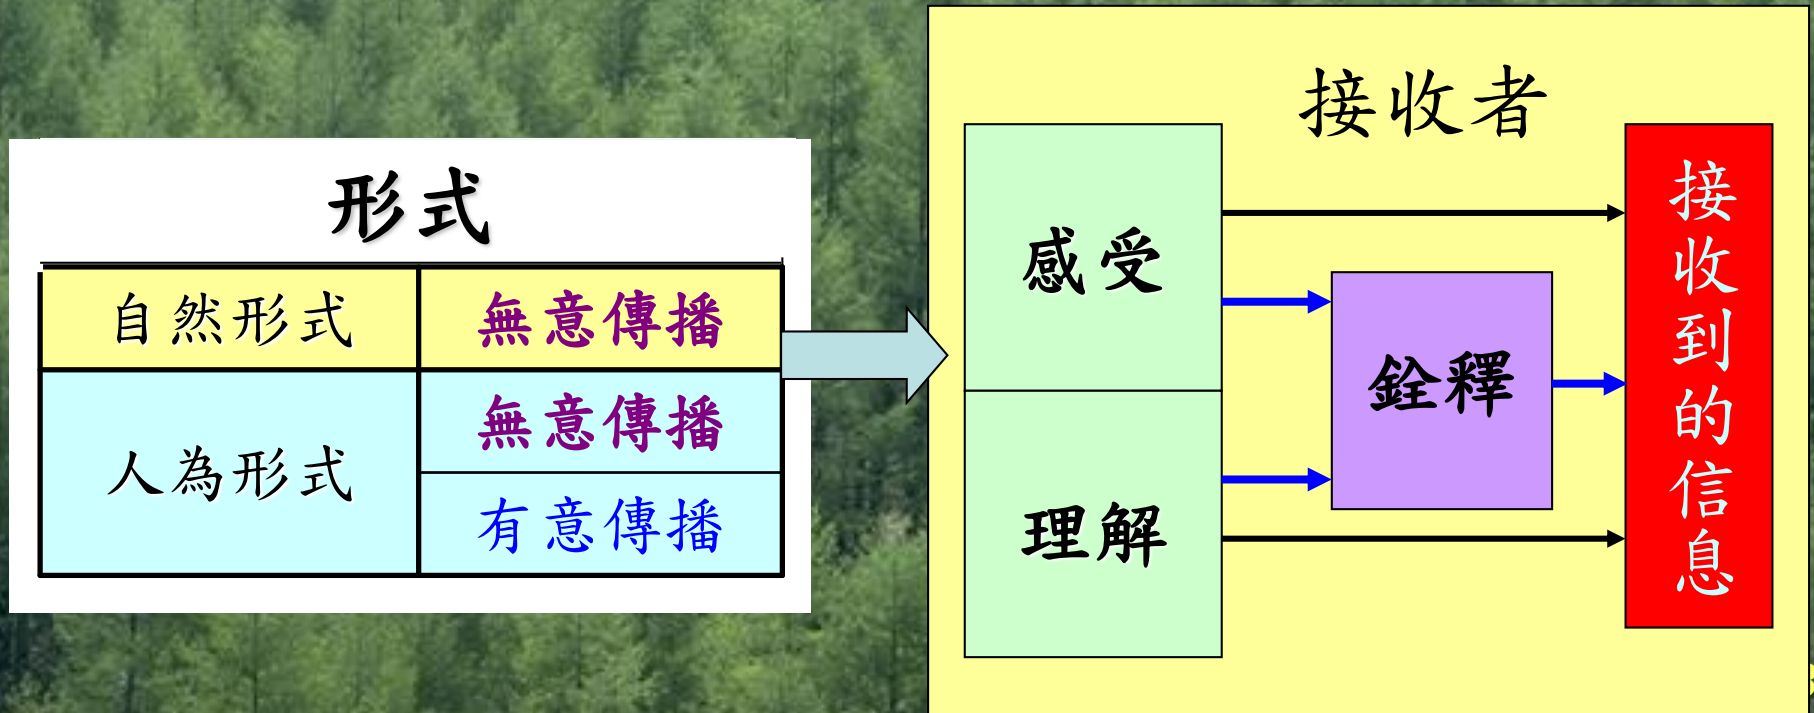 形式
自然形式 無意傳播
人為形式 無意傳播
有意傳播
接收者
感受
理解
銓釋
接收到的信息